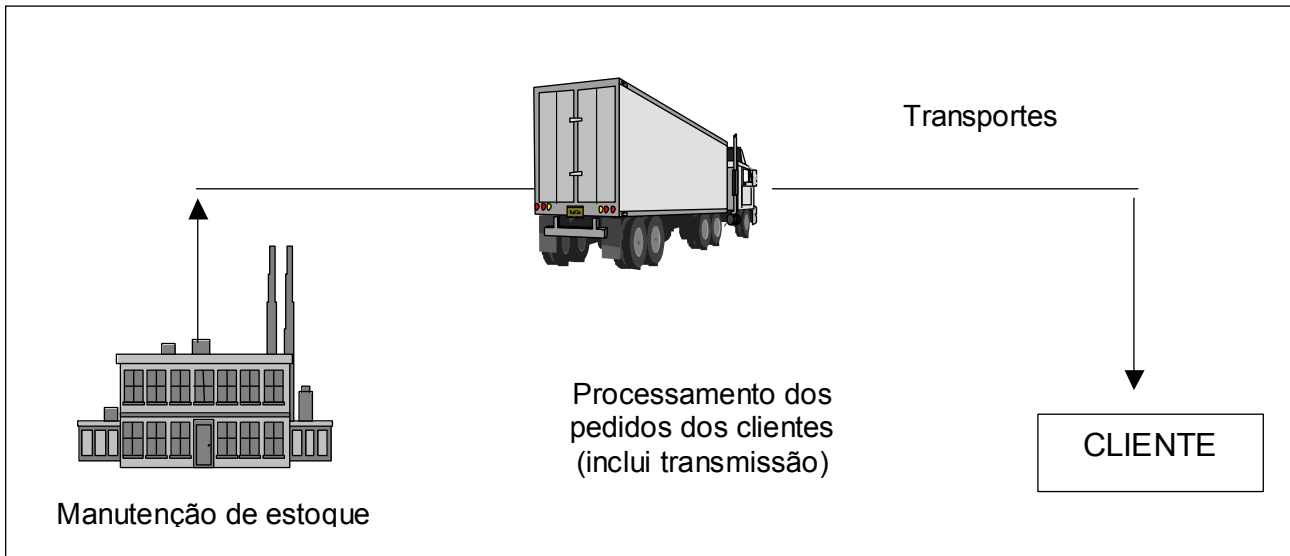 Transportes
Processamento dos
pedidos dos clientes
(inclui transmissão)
CLIENTE
Manutenção de estoque